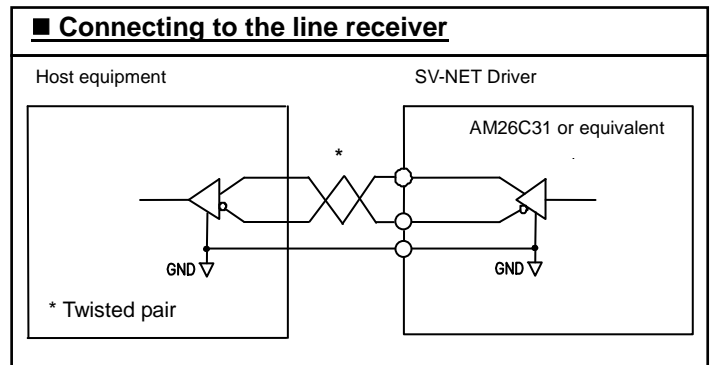 ■ Connecting to the line receiver
Host equipment
SV-NET Driver
AM26C31 or equivalent
*
GND
GND
* Twisted pair